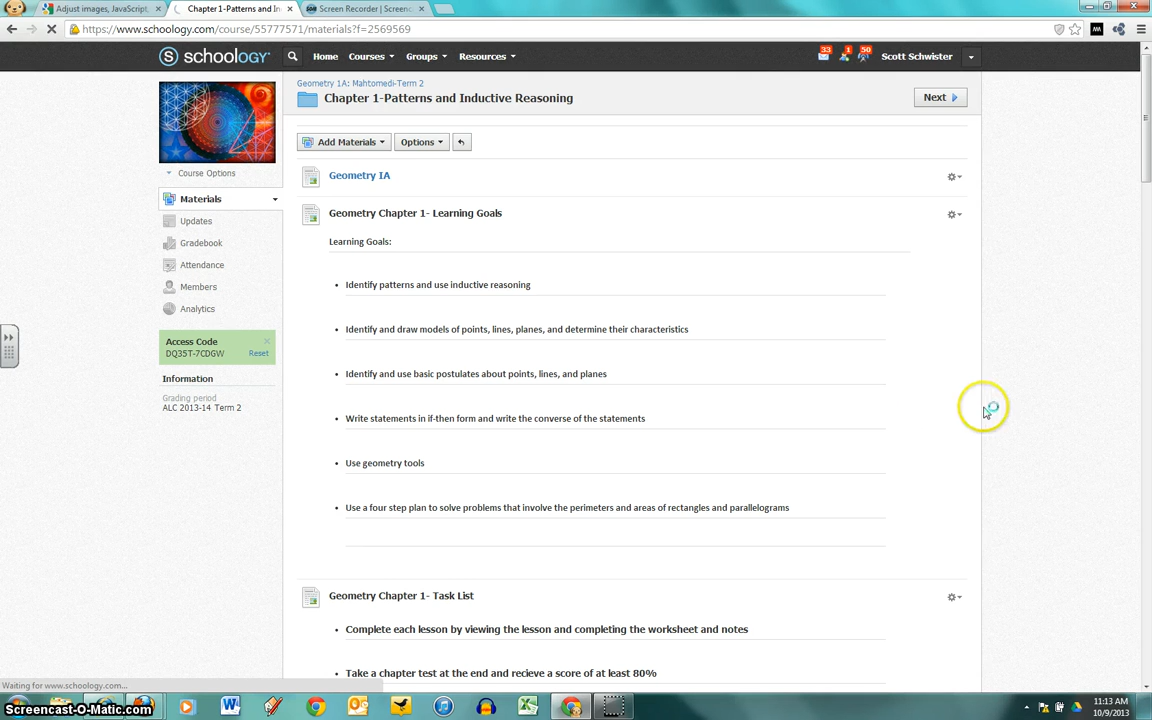 Adjust images, JavaScript, × Chapter 1-Patterns and In × Screen Recorder | Screenc ×
https://www.schoology.com/course/55777571/materials?f=2569569
S schoology Home Courses Groups Resources 33 1 50 Scott Schwister
Geometry 1A: Mahtomedi-Term 2
Chapter 1-Patterns and Inductive Reasoning
Next
Add Materials Options
Course Options
Materials
Updates
Gradebook
Attendance
Members
Analytics
Access Code ×
DQ35T-7CDGW Reset
Information
Grading period
ALC 2013-14 Term 2
Geometry IA
Geometry Chapter 1- Learning Goals
Learning Goals:
• Identify patterns and use inductive reasoning
• Identify and draw models of points, lines, planes, and determine their characteristics
• Identify and use basic postulates about points, lines, and planes
• Write statements in if-then form and write the converse of the statements
• Use geometry tools
• Use a four step plan to solve problems that involve the perimeters and areas of rectangles and parallelograms
Geometry Chapter 1- Task List
• Complete each lesson by viewing the lesson and completing the worksheet and notes
• Take a chapter test at the end and recieve a score of at least 80%
Waiting for www.schoology.com...
Screencast-O-Matic.com
11:13 AM
10/9/2013